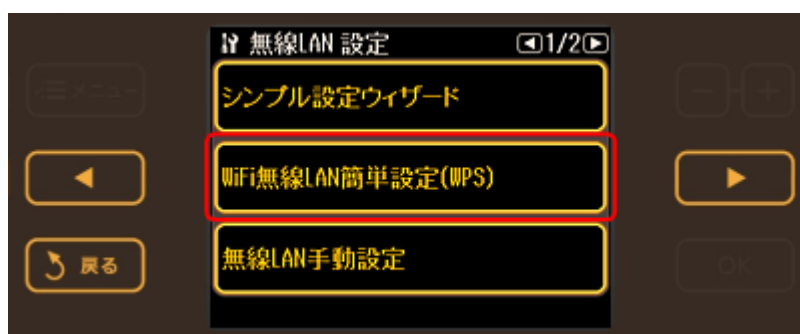 無線LAN 設定 1/2
メニュー
シンプル設定ウィザード
WiFi無線LAN簡単設定(WPS)
戻る
無線LAN手動設定
OK